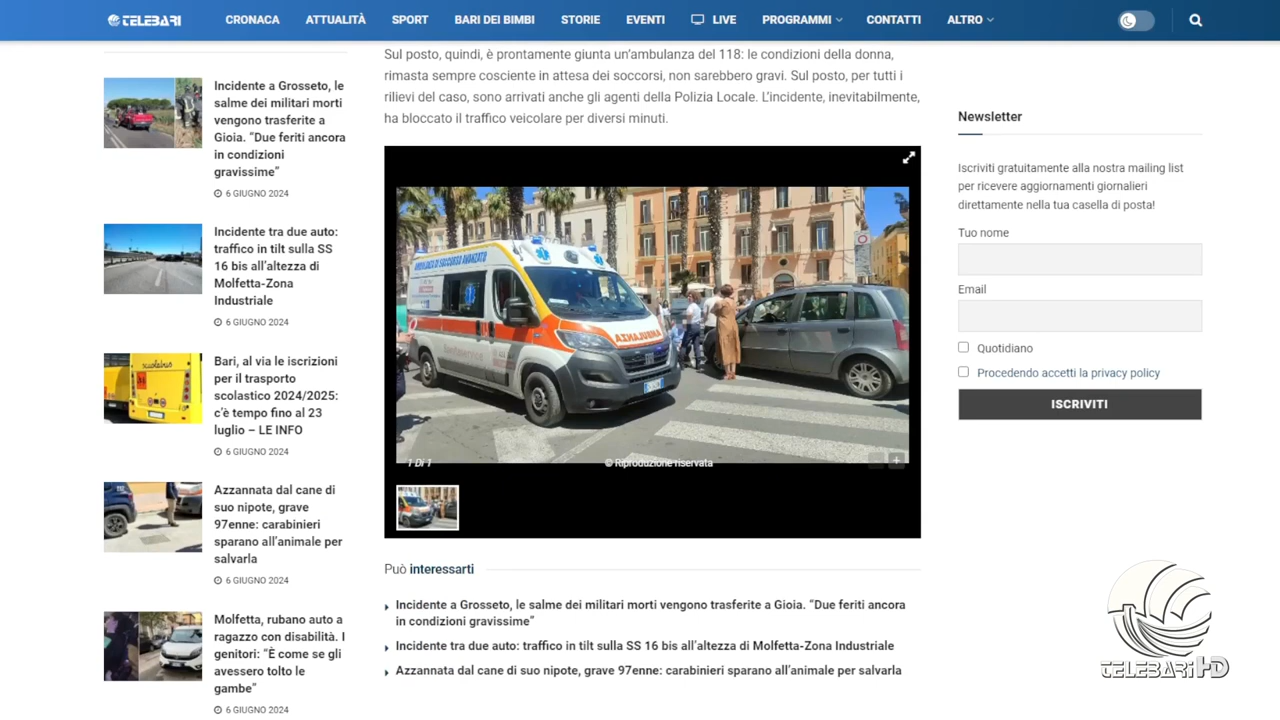 TELEBARI
CRONACA
ATTUALITÀ
SPORT
BARI DEI BIMBI
STORIE
EVENTI
LIVE
PROGRAMMI
CONTATTI
ALTRO
Incidente a Grosseto, le
salme dei militari morti
vengono trasferite a
Gioia. “Due feriti ancora
in condizioni
gravissime”
6 GIUGNO 2024
Incidente tra due auto:
traffico in tilt sulla SS
16 bis all’altezza di
Molfetta-Zona
Industriale
6 GIUGNO 2024
scuolabus
Bari, al via le iscrizioni
per il trasporto
scolastico 2024/2025:
c’è tempo fino al 23
luglio – LE INFO
6 GIUGNO 2024
Azzannata dal cane di
suo nipote, grave
97enne: carabinieri
sparano all’animale per
salvarla
6 GIUGNO 2024
Molfetta, rubano auto a
ragazzo con disabilità. I
genitori: “È come se gli
avessero tolto le
gambe”
6 GIUGNO 2024
Sul posto, quindi, è prontamente giunta un’ambulanza del 118: le condizioni della donna,
rimasta sempre cosciente in attesa dei soccorsi, non sarebbero gravi. Sul posto, per tutti i
rilievi del caso, sono arrivati anche gli agenti della Polizia Locale. L’incidente, inevitabilmente,
ha bloccato il traffico veicolare per diversi minuti.
AMBULANZA DI SOCCORSO AVANZATO
AMBULANZA
FIAT
1 Di 1
© Riproduzione riservata
Può interessarti
Incidente a Grosseto, le salme dei militari morti vengono trasferite a Gioia. “Due feriti ancora
in condizioni gravissime”
Incidente tra due auto: traffico in tilt sulla SS 16 bis all’altezza di Molfetta-Zona Industriale
Azzannata dal cane di suo nipote, grave 97enne: carabinieri sparano all’animale per salvarla
Newsletter
Iscriviti gratuitamente alla nostra mailing list
per ricevere aggiornamenti giornalieri
direttamente nella tua casella di posta!
Tuo nome
Email
Quotidiano
Procedendo accetti la privacy policy
ISCRIVITI
TELEBARI HD